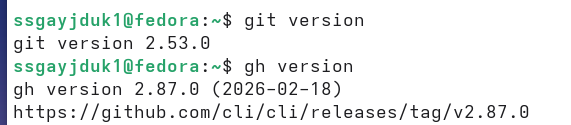 ssgayjduk1@fedora:~$ git version
git version 2.53.0
ssgayjduk1@fedora:~$ gh version
gh version 2.87.0 (2026-02-18)
https://github.com/cli/cli/releases/tag/v2.87.0